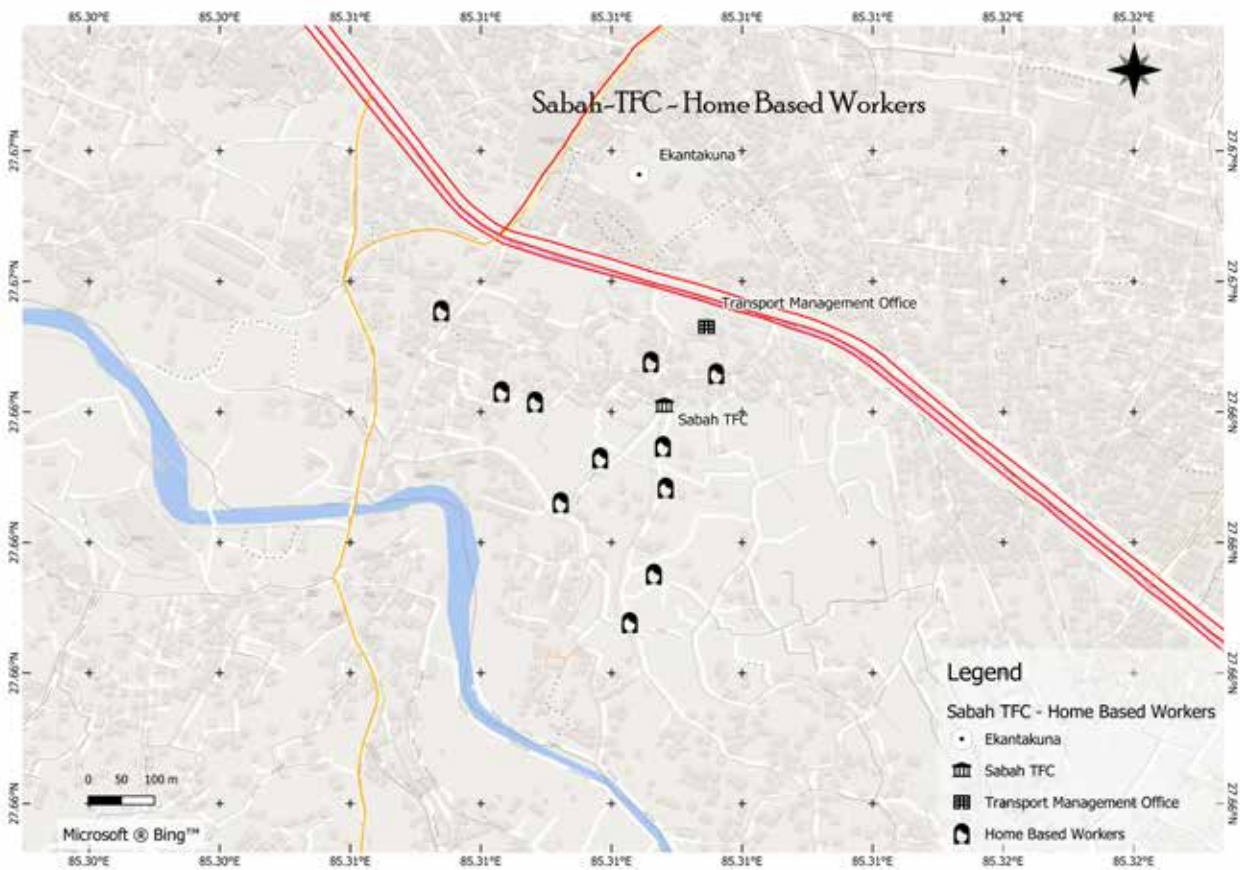 85.30°E 85.30°E 85.31°E 85.31°E 85.31°E 85.31°E 85.31°E 85.32°E 85.32°E
Sabah-TFC - Home Based Workers
27.67°N 27.67°N
Ekantakuna
27.67°N 27.67°N
Transport Management Office
27.66°N 27.66°N
Sabah TFC
27.66°N 27.66°N
27.66°N 27.66°N
Legend
Sabah TFC - Home Based Workers
Ekantakuna
Sabah TFC
Transport Management Office
Home Based Workers
0 50 100 m
27.66°N 27.66°N
Microsoft ® Bing™
85.30°E 85.30°E 85.31°E 85.31°E 85.31°E 85.31°E 85.31°E 85.32°E 85.32°E